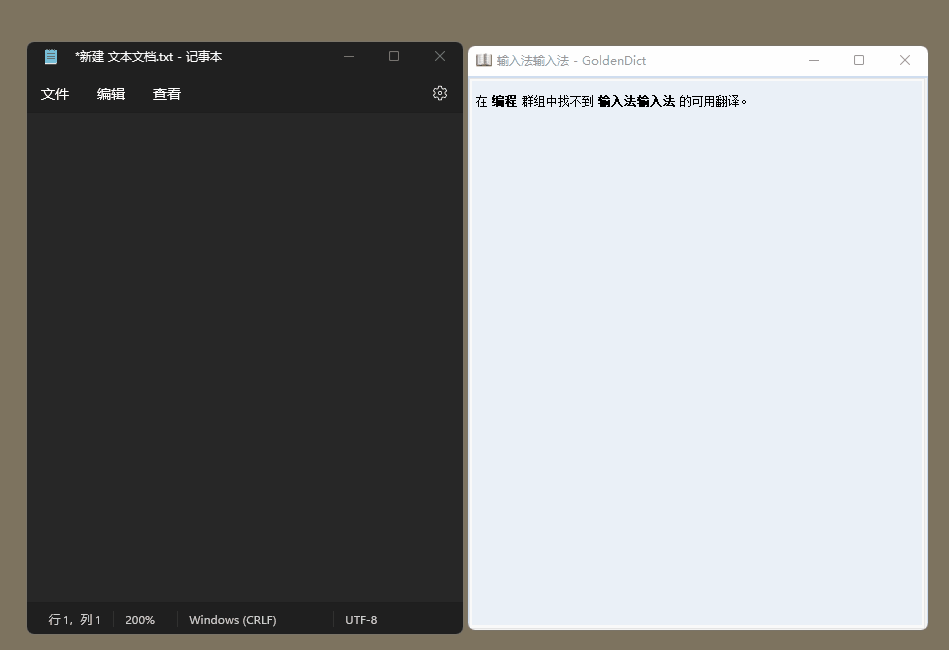 *新建 文本文档.txt - 记事本
文件 编辑 查看
行 1，列 1 200% Windows (CRLF) UTF-8
输入法输入法 - GoldenDict
在 编程 群组中找不到 输入法输入法 的可用翻译。